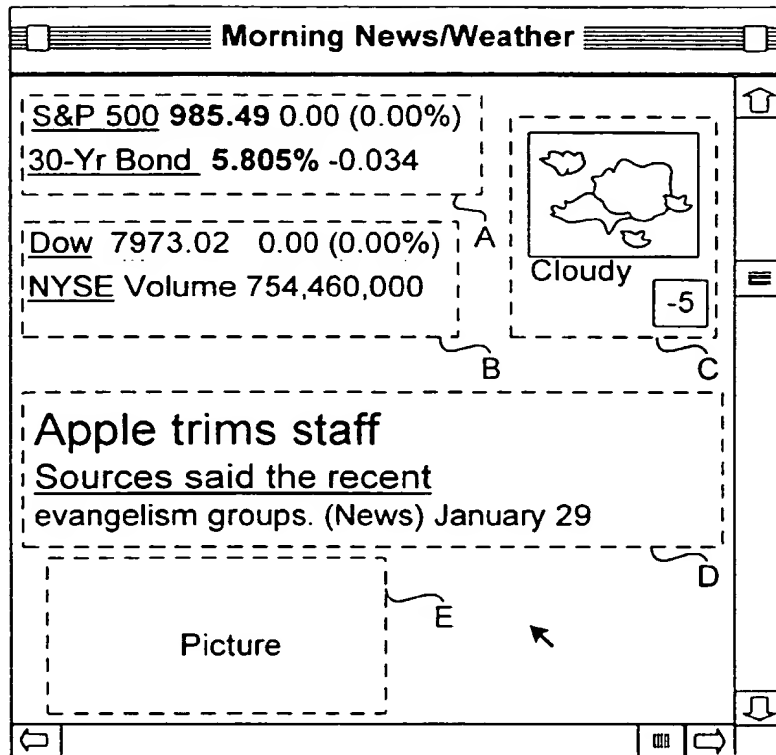 Morning News/Weather
S&P 500 985.49 0.00 (0.00%)
30-Yr Bond 5.805% -0.034
A
Dow 7973.02 0.00 (0.00%)
NYSE Volume 754,460,000
B
Cloudy
-5
C
Apple trims staff
Sources said the recent
evangelism groups. (News) January 29
D
Picture
E